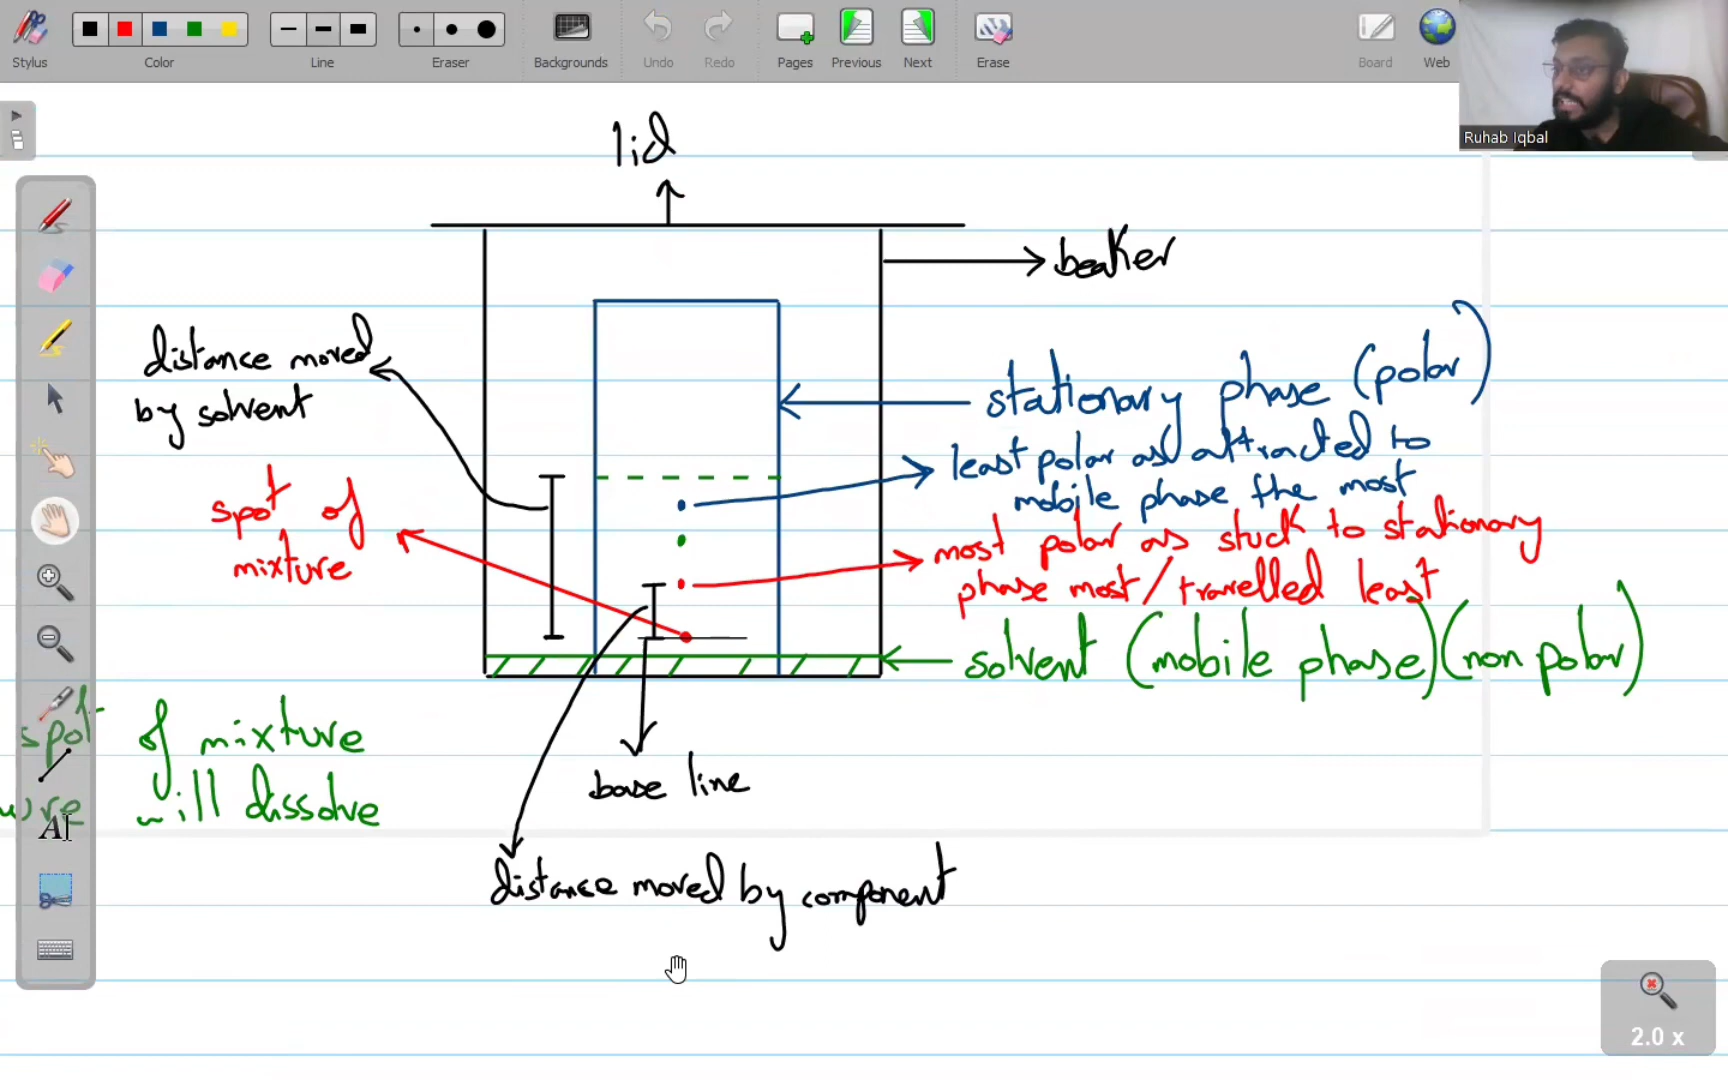 Stylus
Color
Line
Eraser
Backgrounds
Undo
Redo
Pages
Previous
Next
Erase
Board
Web
Ruhab Iqbal
lid
beaker
distance moved
by solvent
stationary phase (polar)
least polar as attracted to
mobile phase the most
spot of
mixture
most polar as stuck to stationary
phase most/travelled least
solvent (mobile phase)(non polar)
spot of mixture
will dissolve
base line
distance moved by component
AI
2.0 x